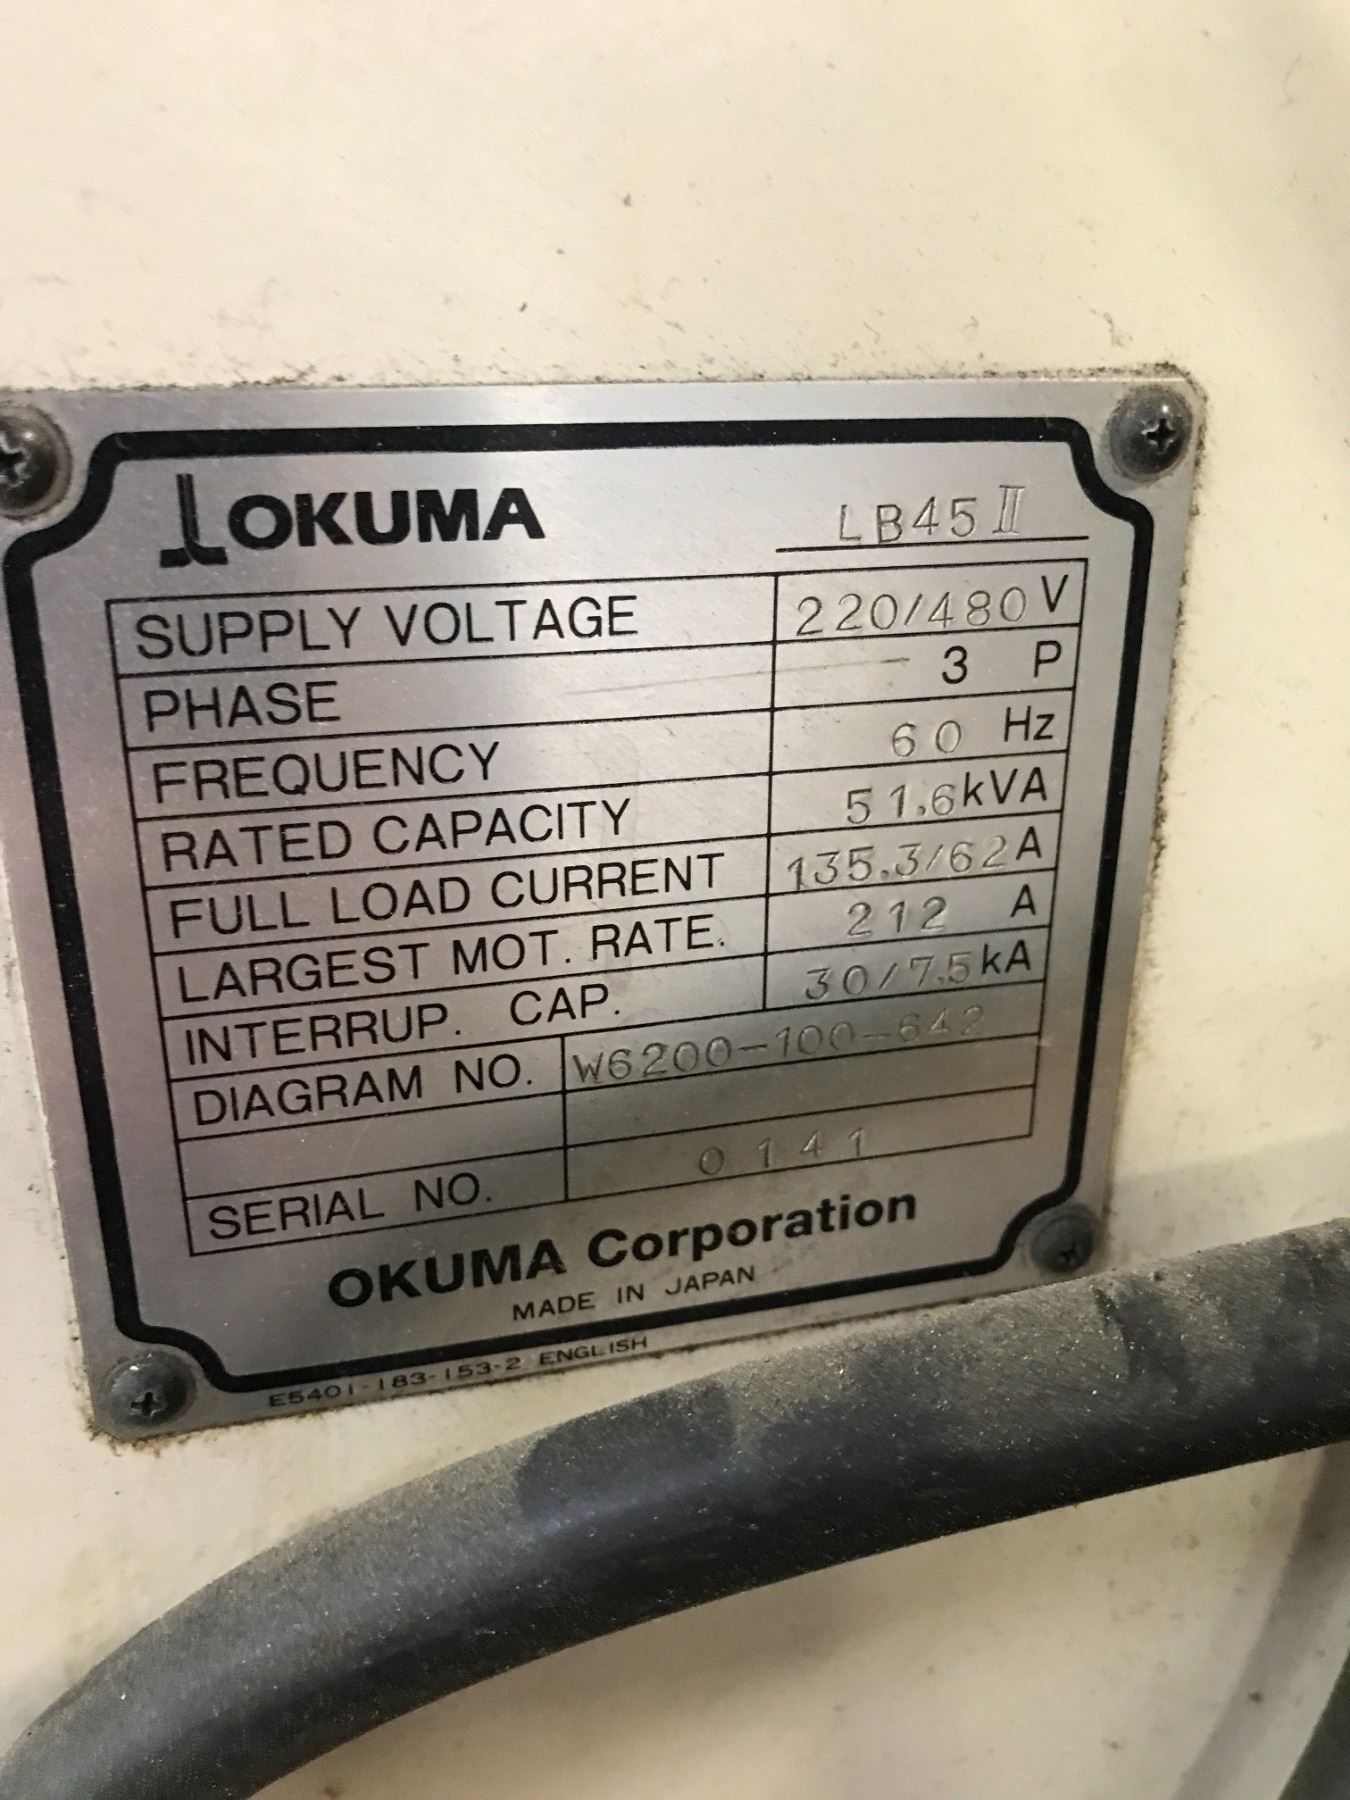 OKUMA LB45 II
SUPPLY VOLTAGE 220/480 V
PHASE 3 P
FREQUENCY 60 Hz
RATED CAPACITY 51.6 kVA
FULL LOAD CURRENT 135.3/62 A
LARGEST MOT. RATE. 212 A
INTERRUP. CAP. 30/7.5 kA
DIAGRAM NO. W6200-100-642
SERIAL NO. 0141
OKUMA Corporation
MADE IN JAPAN
E5401-183-153-2 ENGLISH